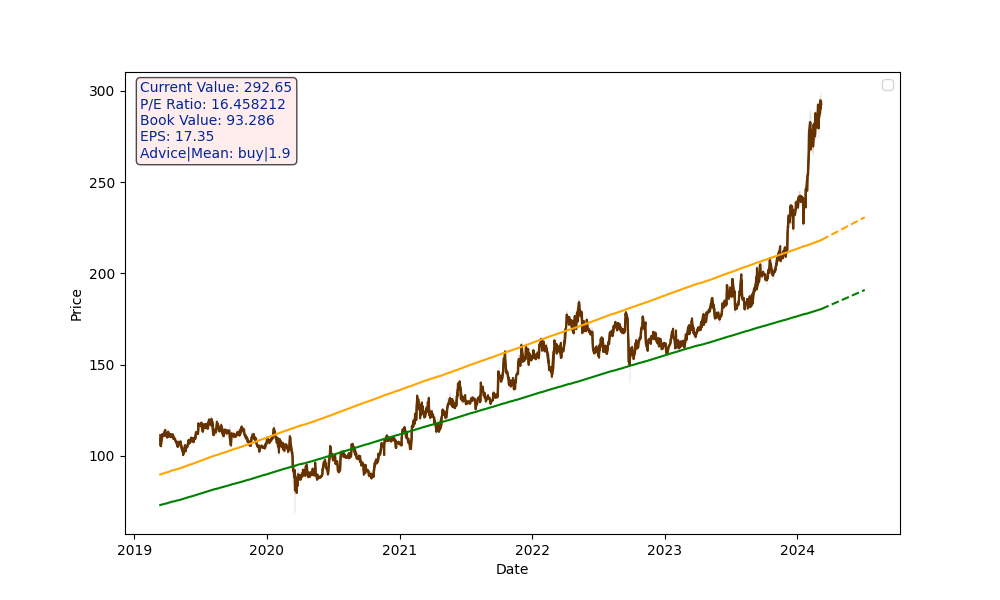 Current Value: 292.65
P/E Ratio: 16.458212
Book Value: 93.286
EPS: 17.35
Advice|Mean: buy|1.9
300
250
200
150
100
Price
2019 2020 2021 2022 2023 2024
Date